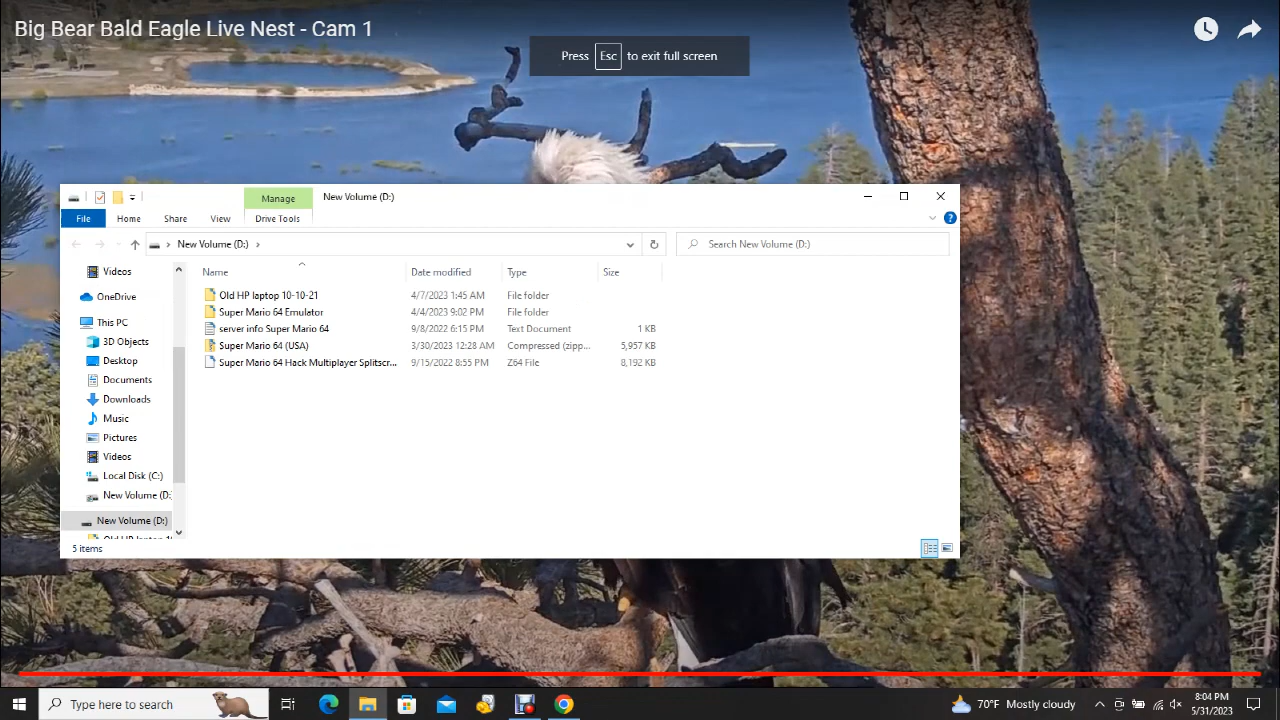 Big Bear Bald Eagle Live Nest - Cam 1
Press Esc to exit full screen
Manage
New Volume (D:)
File
Home
Share
View
Drive Tools
New Volume (D:)
Search New Volume (D:)
Name
Date modified
Type
Size
Videos
OneDrive
This PC
3D Objects
Desktop
Documents
Downloads
Music
Pictures
Videos
Local Disk (C:)
New Volume (D:
New Volume (D:)
Old HP laptop 10-10-21 4/7/2023 1:45 AM File folder
Super Mario 64 Emulator 4/4/2023 9:02 PM File folder
server info Super Mario 64 9/8/2022 6:15 PM Text Document 1 KB
Super Mario 64 (USA) 3/30/2023 12:28 AM Compressed (zipp... 5,957 KB
Super Mario 64 Hack Multiplayer Splitscr... 9/15/2022 8:55 PM Z64 File 8,192 KB
5 items
Type here to search
70°F Mostly cloudy
8:04 PM
5/31/2023